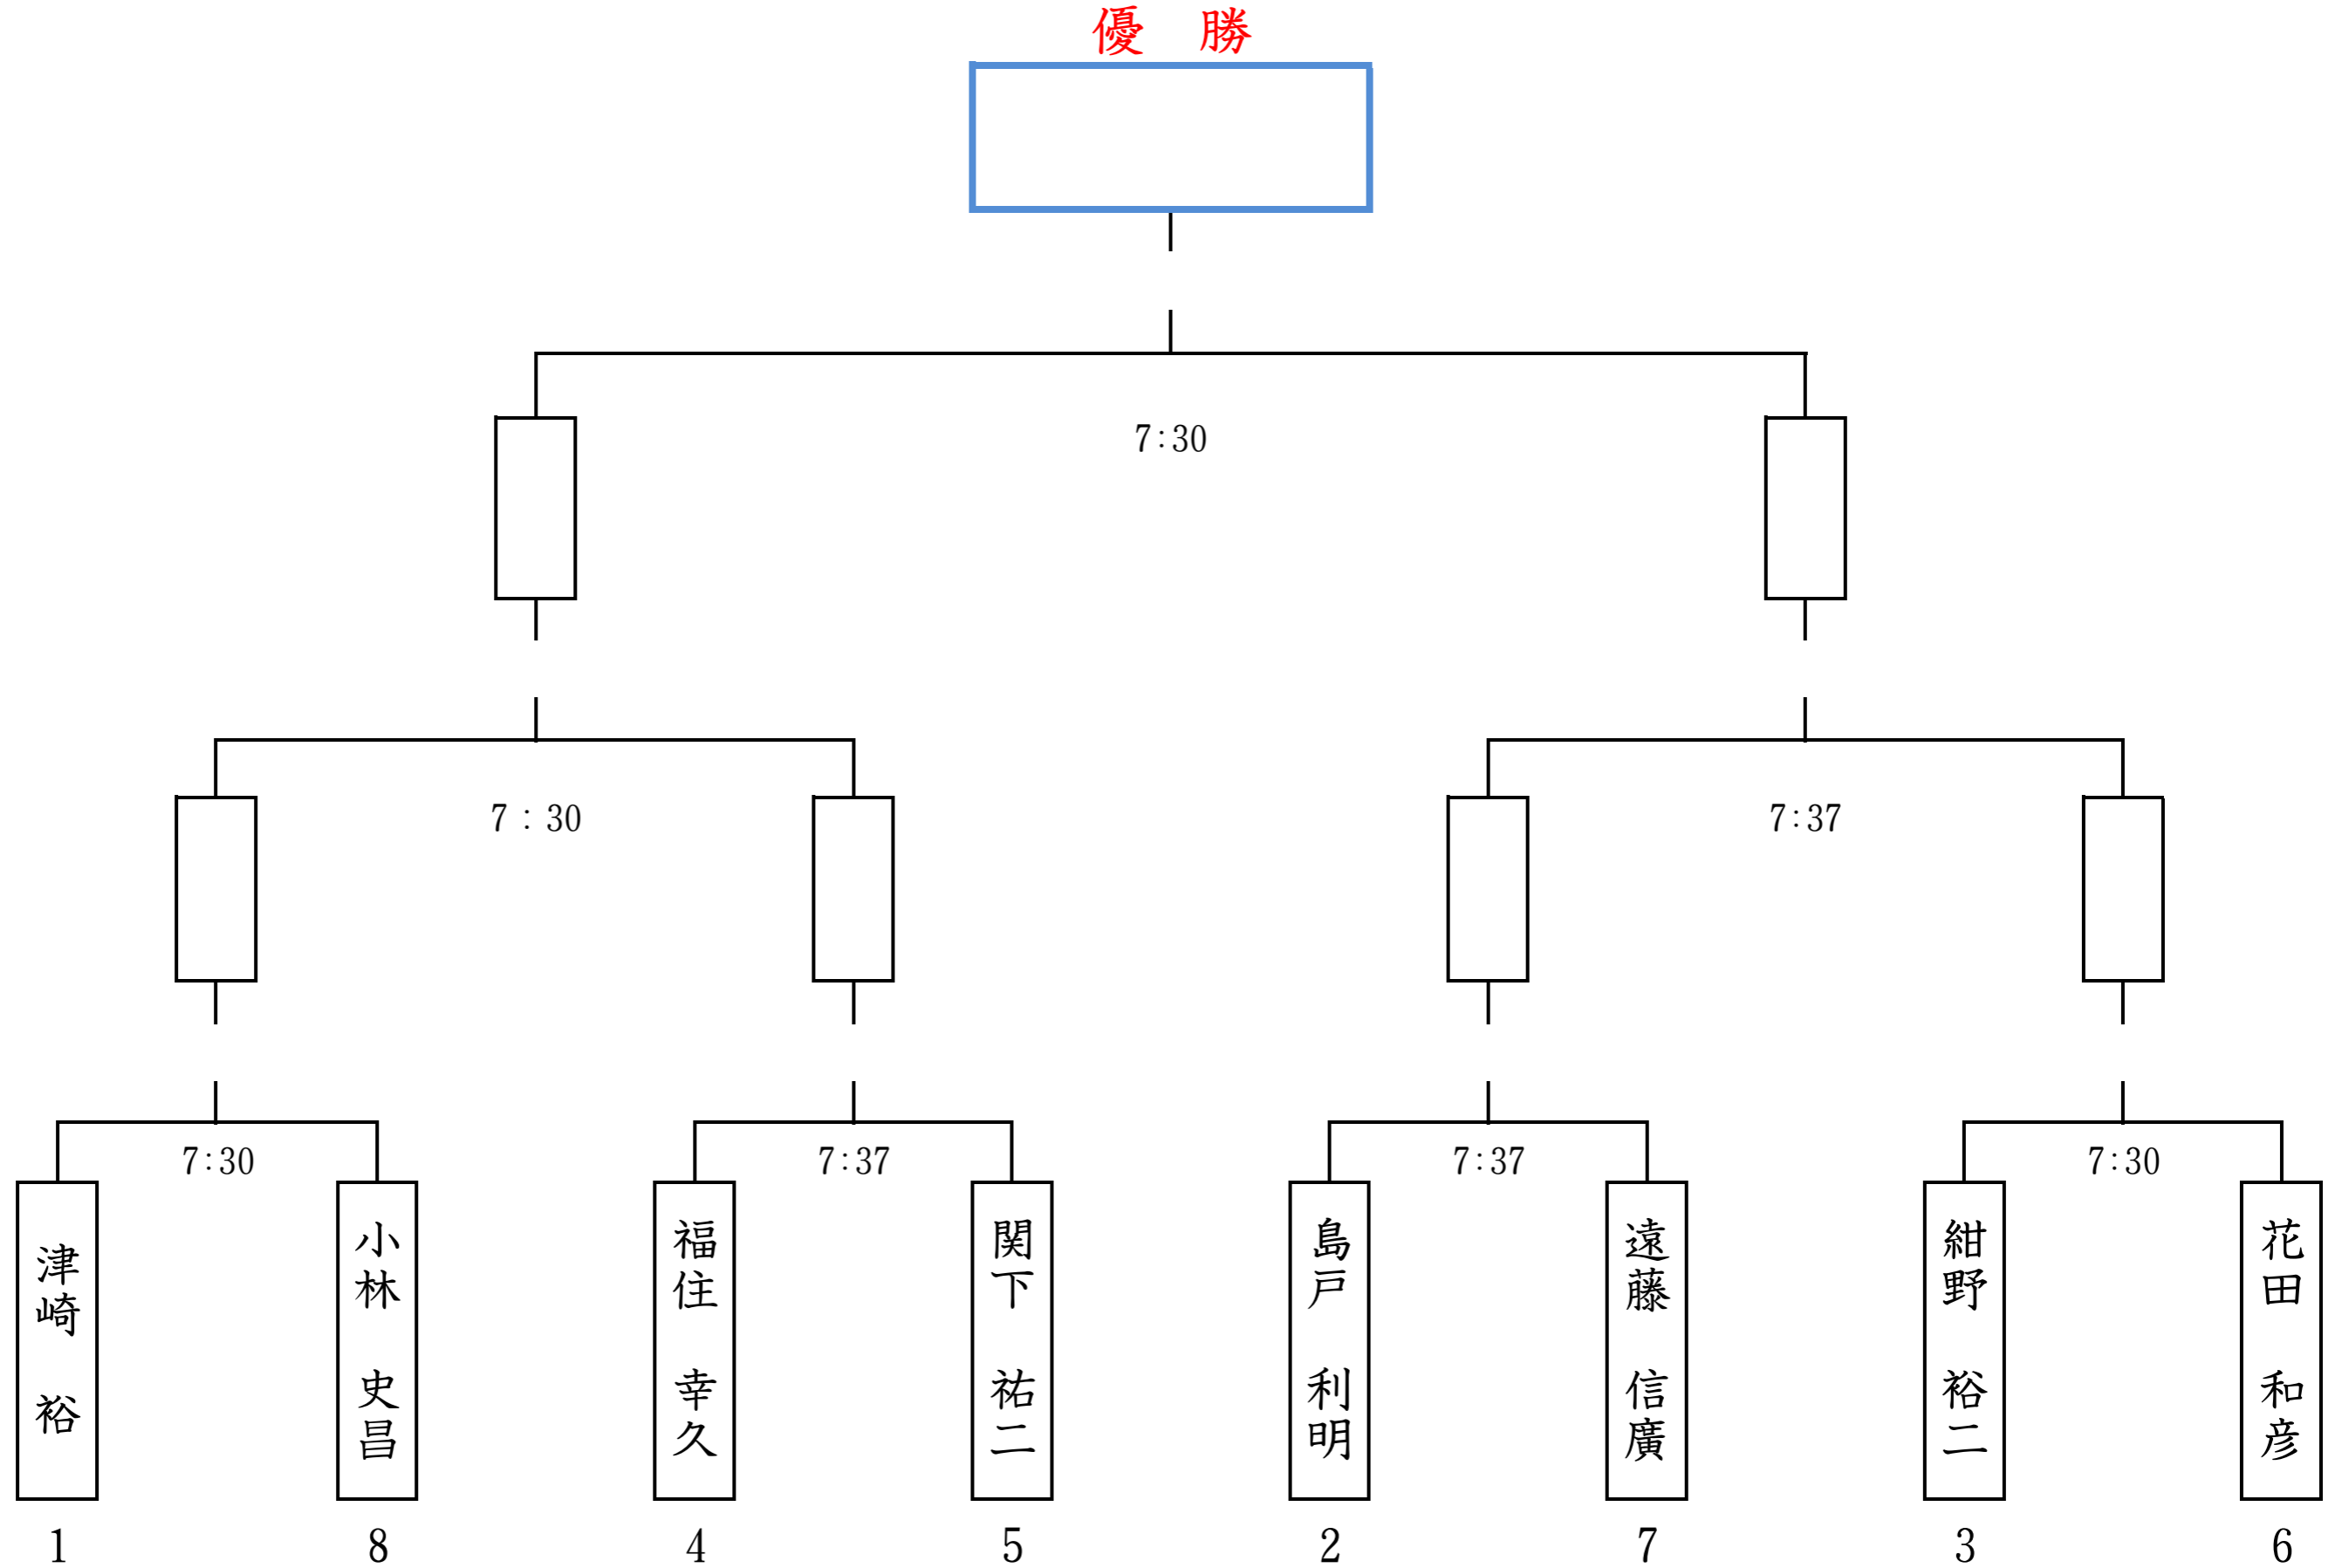 優　勝
7:30
7：30
7:37
7:30
7:37
7:37
7:30
津崎　裕
小林　史昌
福住　幸久
関下　祐二
島戸　利明
遠藤　信廣
紺野　裕二
花田　和彦
1
8
4
5
2
7
3
6